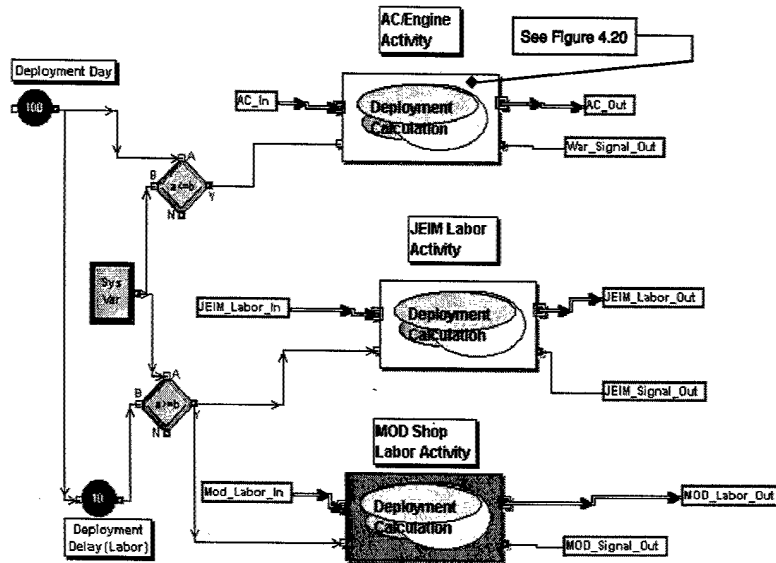 AC/Engine
Activity
See Figure 4.20
Deployment Day
100
AC_In
Deployment
Calculation
AC_Out
War_Signal_Out
A
B
a<=b
Y
N
JEIM Labor
Activity
Sys
Var
JEIM_Labor_In
Deployment
Calculation
JEIM_Labor_Out
JEIM_Signal_Out
A
B
a>=b
Y
N
MOD Shop
Labor Activity
Mod_Labor_In
Deployment
Calculation
MOD_Labor_Out
MOD_Signal_Out
10
Deployment
Delay (Labor)